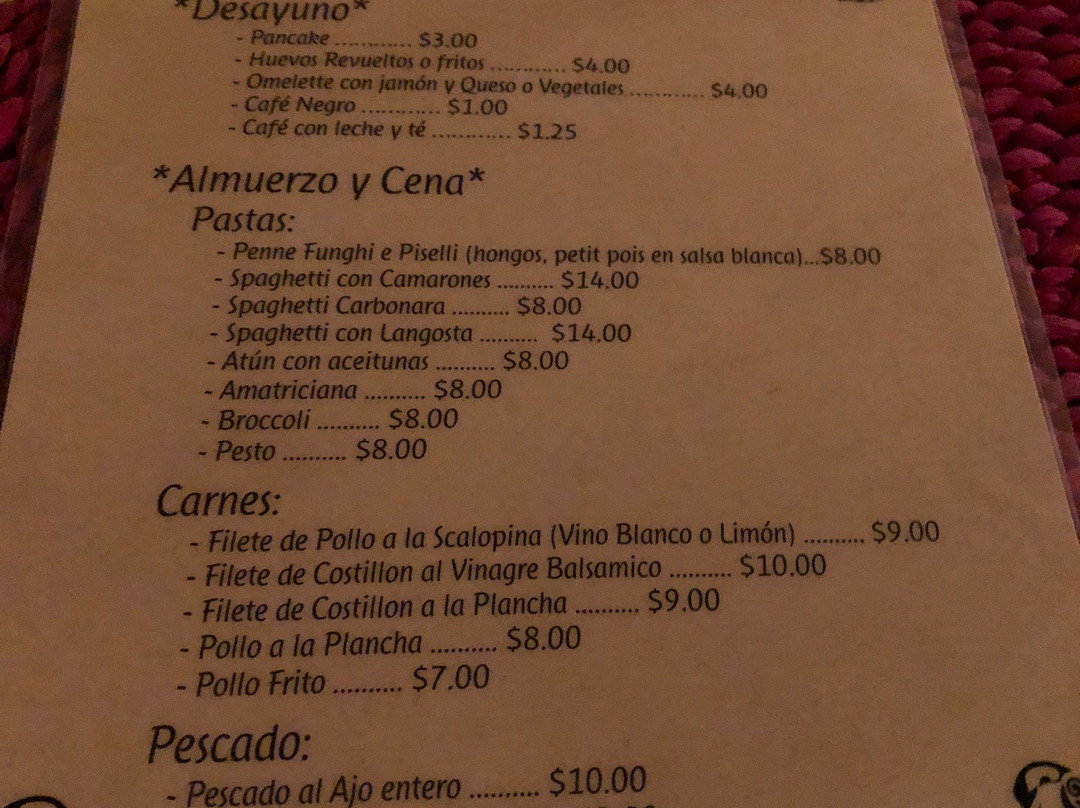 *Desayuno*
- Pancake ............. $3.00
- Huevos Revueltos o fritos ............. $4.00
- Omelette con jamón y Queso o Vegetales ............. $4.00
- Café Negro ............. $1.00
- Café con leche y té ............. $1.25
*Almuerzo y Cena*
Pastas:
- Penne Funghi e Piselli (hongos, petit pois en salsa blanca)...$8.00
- Spaghetti con Camarones .......... $14.00
- Spaghetti Carbonara .......... $8.00
- Spaghetti con Langosta .......... $14.00
- Atún con aceitunas .......... $8.00
- Amatriciana .......... $8.00
- Broccoli .......... $8.00
- Pesto .......... $8.00
Carnes:
- Filete de Pollo a la Scalopina (Vino Blanco o Limón) .......... $9.00
- Filete de Costillon al Vinagre Balsamico .......... $10.00
- Filete de Costillon a la Plancha .......... $9.00
- Pollo a la Plancha .......... $8.00
- Pollo Frito .......... $7.00
Pescado:
- Pescado al Ajo entero .......... $10.00